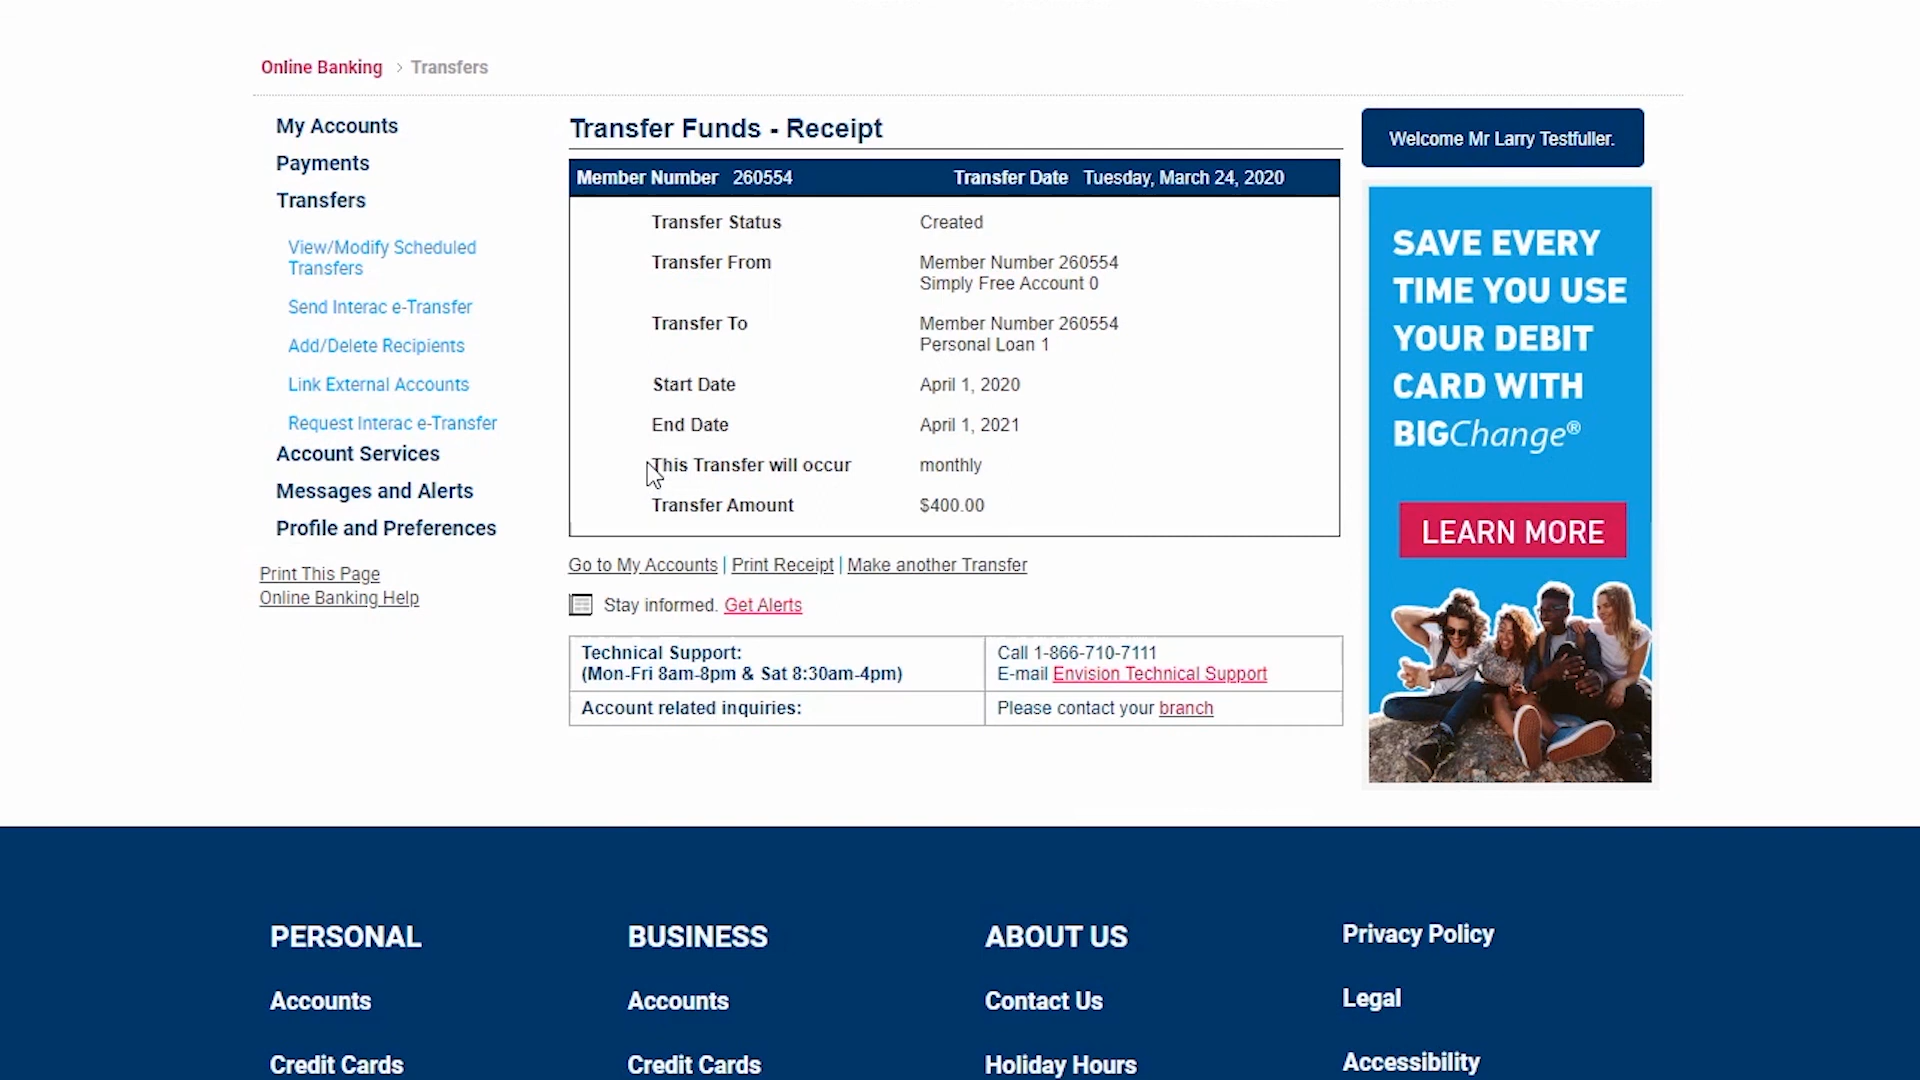 Online Banking > Transfers
My Accounts
Payments
Transfers
View/Modify Scheduled
Transfers
Send Interac e-Transfer
Add/Delete Recipients
Link External Accounts
Request Interac e-Transfer
Account Services
Messages and Alerts
Profile and Preferences
Print This Page
Online Banking Help
Transfer Funds - Receipt
Member Number 260554 Transfer Date Tuesday, March 24, 2020
Transfer Status Created
Transfer From Member Number 260554
Simply Free Account 0
Transfer To Member Number 260554
Personal Loan 1
Start Date April 1, 2020
End Date April 1, 2021
This Transfer will occur monthly
Transfer Amount $400.00
Go to My Accounts | Print Receipt | Make another Transfer
Stay informed. Get Alerts
Technical Support: Call 1-866-710-7111
(Mon-Fri 8am-8pm & Sat 8:30am-4pm) E-mail Envision Technical Support
Account related inquiries: Please contact your branch
Welcome Mr Larry Testfuller.
SAVE EVERY
TIME YOU USE
YOUR DEBIT
CARD WITH
BIGChange®
LEARN MORE
PERSONAL
Accounts
Credit Cards
BUSINESS
Accounts
Credit Cards
ABOUT US
Contact Us
Holiday Hours
Privacy Policy
Legal
Accessibility